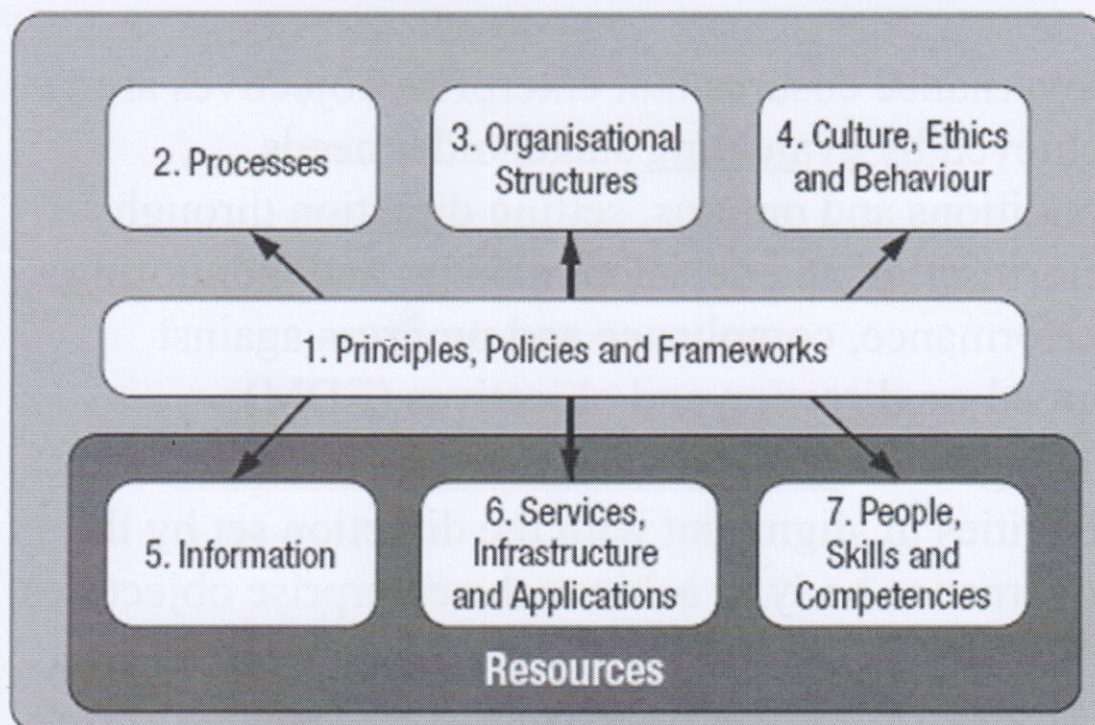 2. Processes
3. Organisational
Structures
4. Culture, Ethics
and Behaviour
1. Principles, Policies and Frameworks
5. Information
6. Services,
Infrastructure
and Applications
7. People,
Skills and
Competencies
Resources